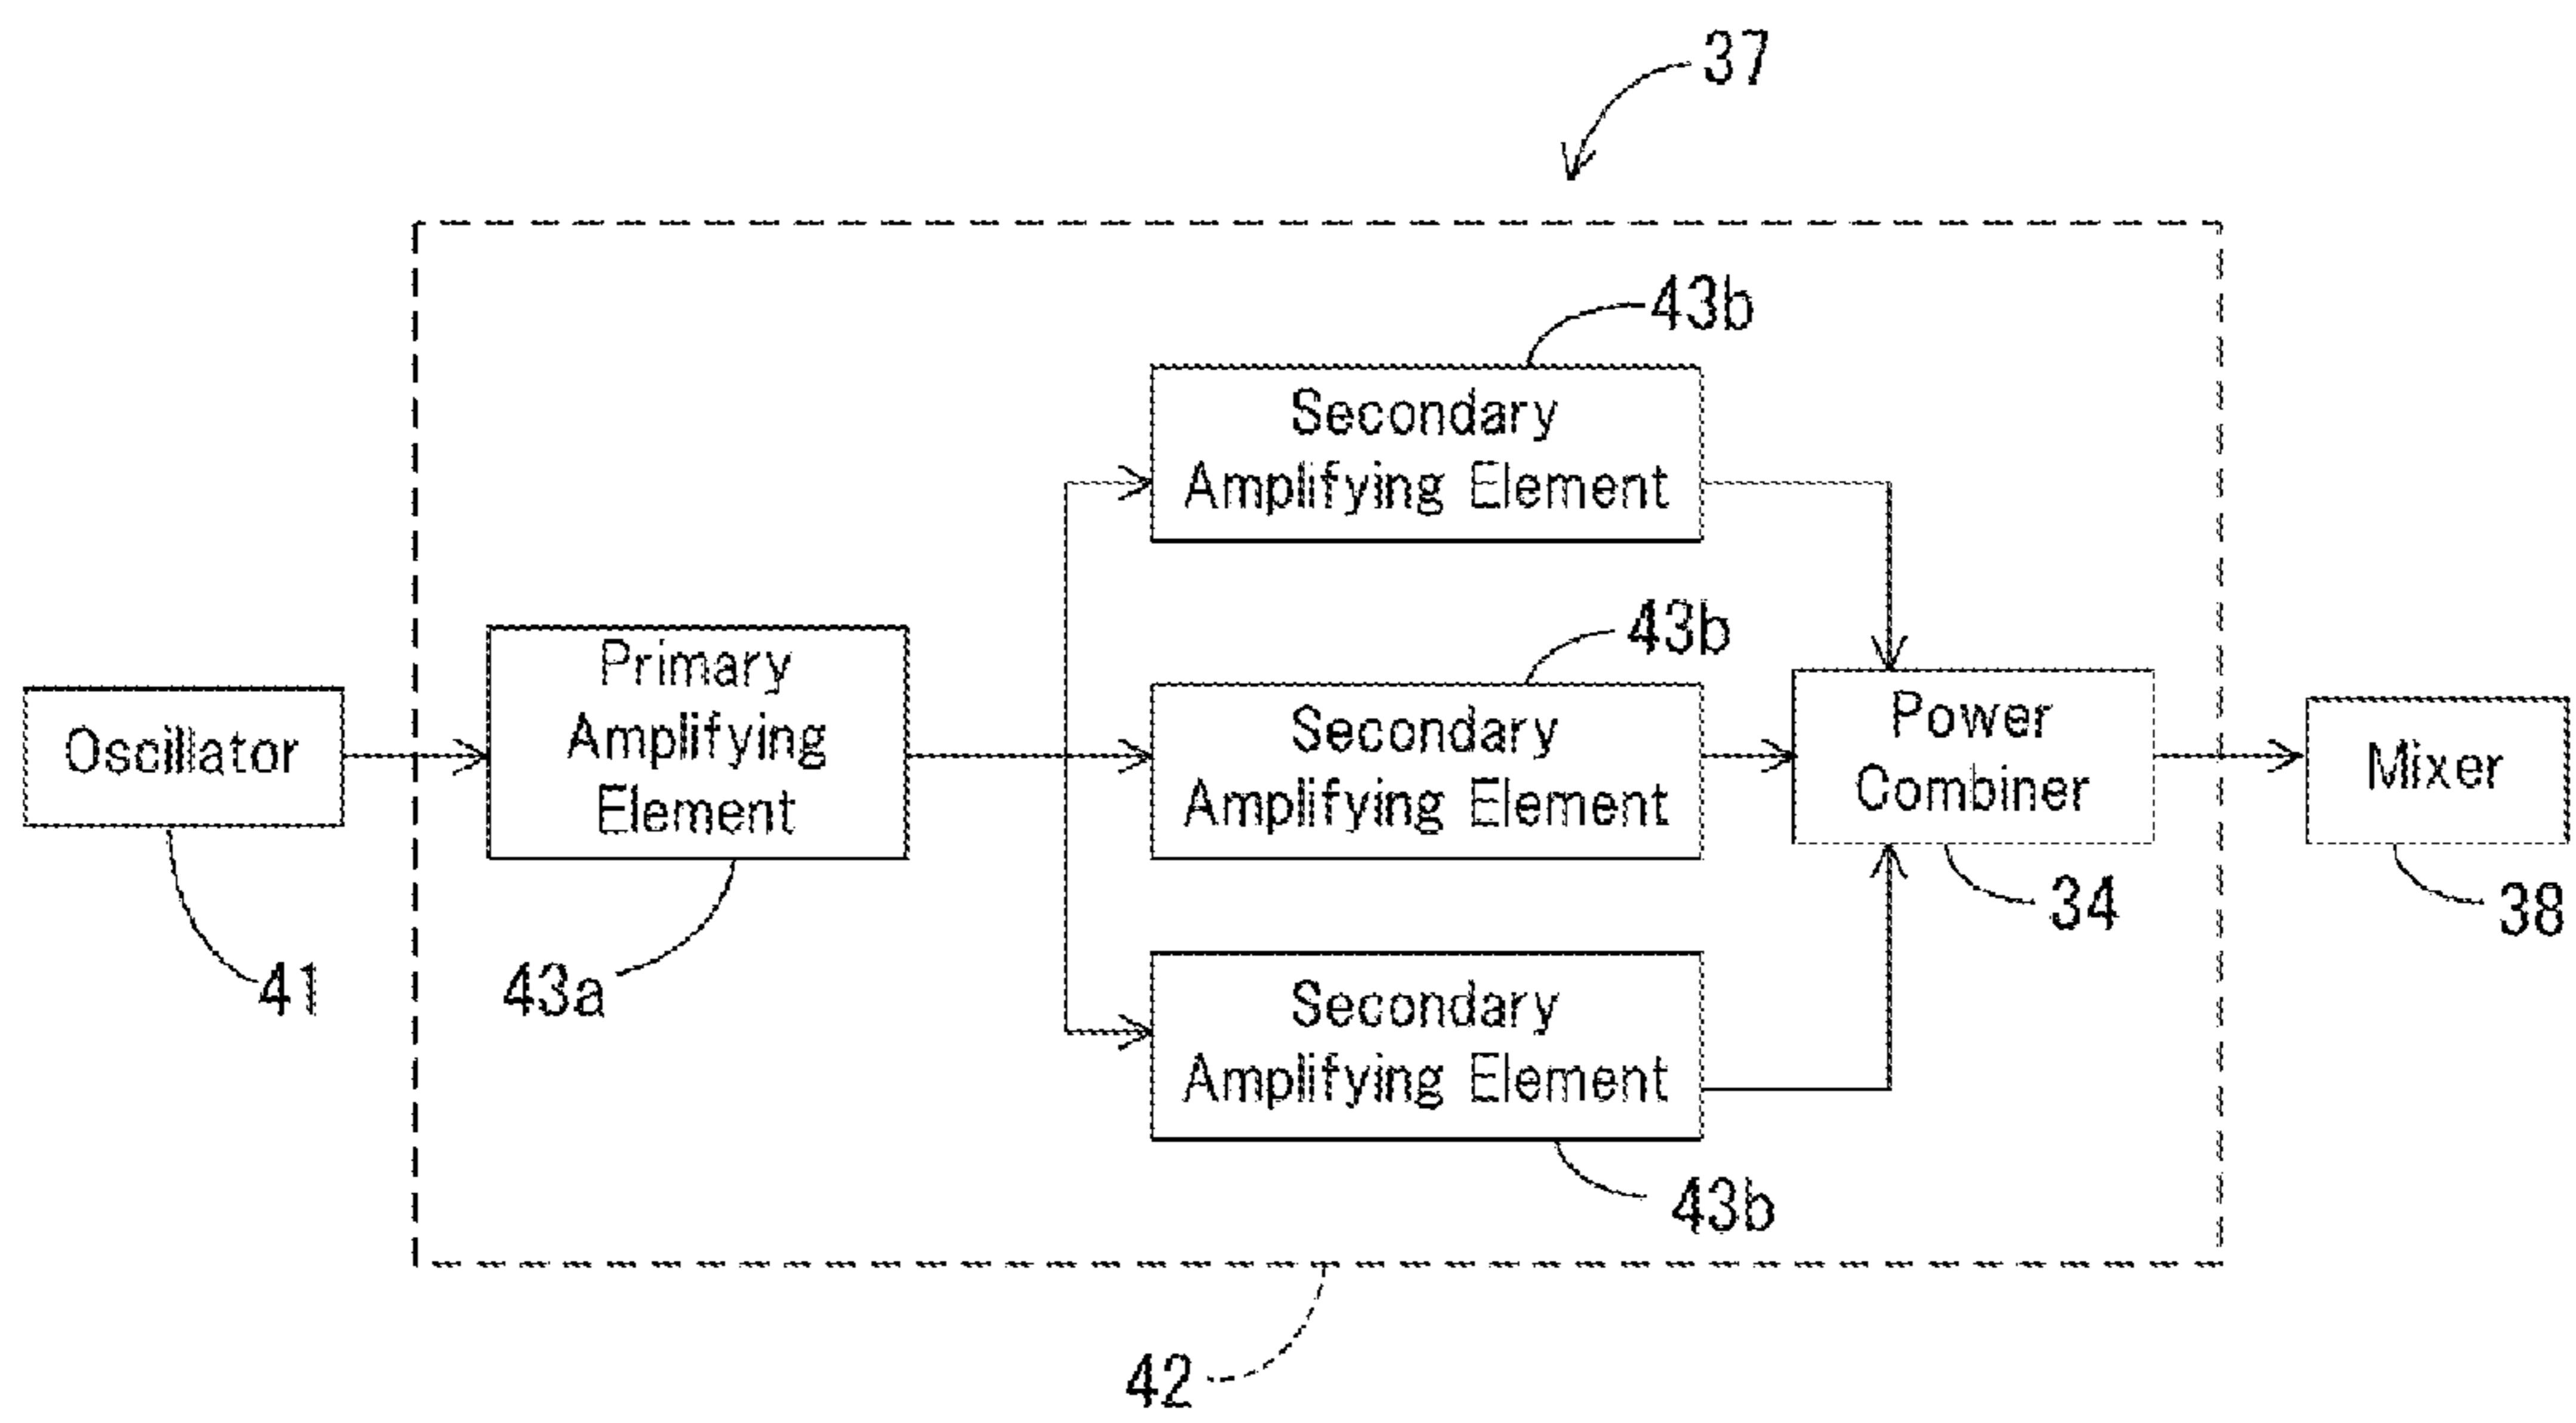 37
43b
Secondary
Amplifying Element
43b
Primary
Amplifying
Element
Oscillator
Secondary
Amplifying Element
Power
Combiner
Mixer
41
43a
34
38
Secondary
Amplifying Element
43b
42